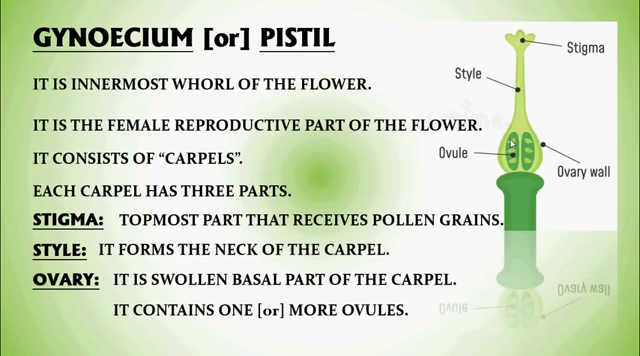 GYNOECIUM [or] PISTIL
IT IS INNERMOST WHORL OF THE FLOWER.
IT IS THE FEMALE REPRODUCTIVE PART OF THE FLOWER.
IT CONSISTS OF “CARPELS”.
EACH CARPEL HAS THREE PARTS.
STIGMA: TOPMOST PART THAT RECEIVES POLLEN GRAINS.
STYLE: IT FORMS THE NECK OF THE CARPEL.
OVARY: IT IS SWOLLEN BASAL PART OF THE CARPEL.
IT CONTAINS ONE [or] MORE OVULES.
Stigma
Style
Ovule
Ovary wall
Ovary wall
Ovule